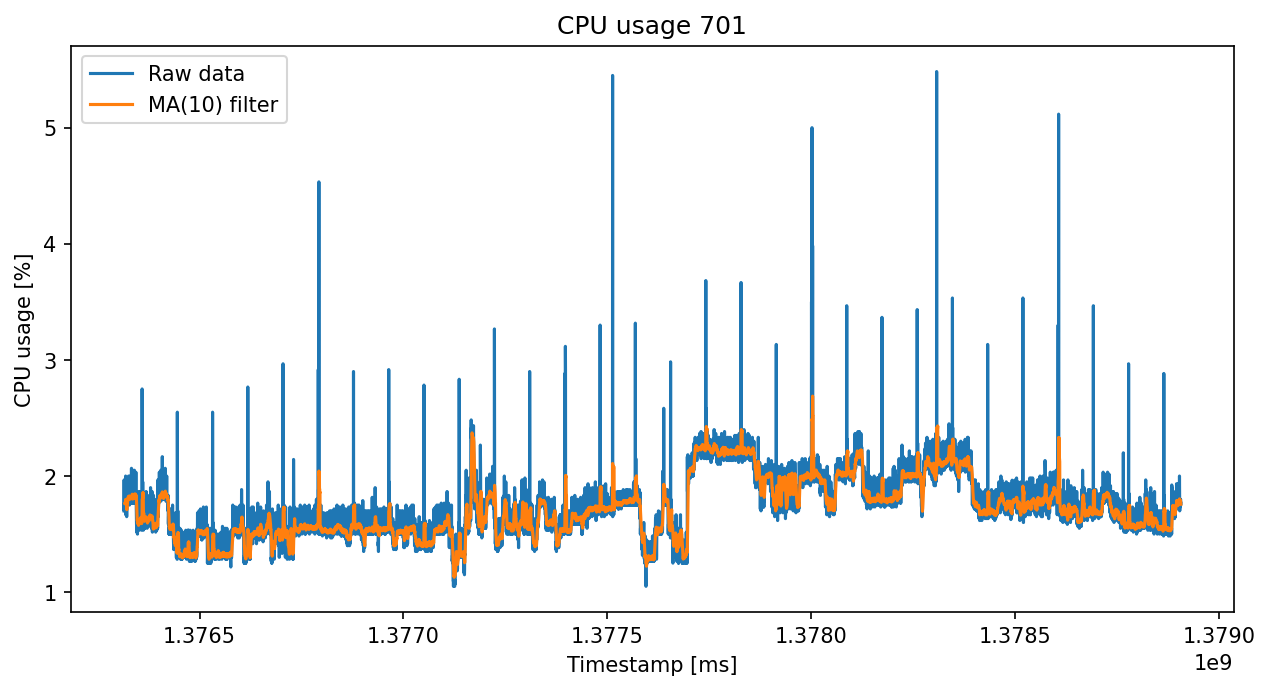 CPU usage 701
Raw data
MA(10) filter
CPU usage [%]
5
4
3
2
1
1.3765 1.3770 1.3775 1.3780 1.3785 1.3790
1e9
Timestamp [ms]